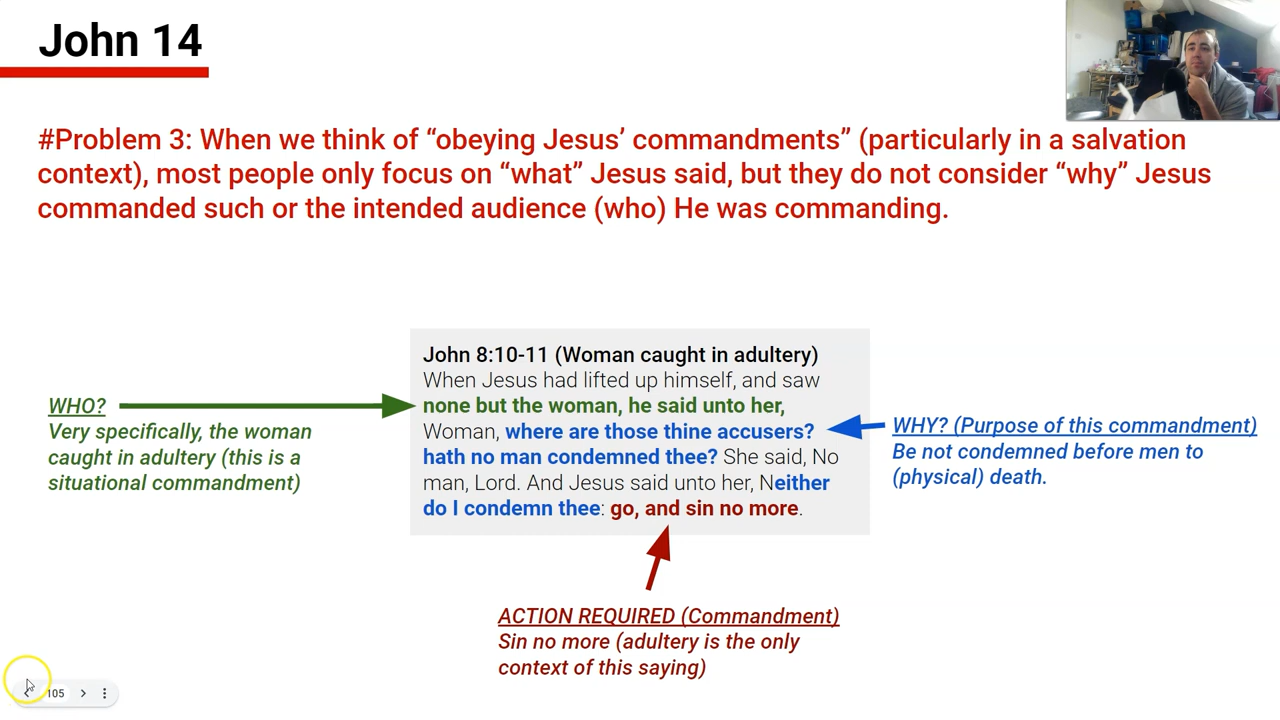 John 14
#Problem 3: When we think of “obeying Jesus’ commandments” (particularly in a salvation
context), most people only focus on “what” Jesus said, but they do not consider “why” Jesus
commanded such or the intended audience (who) He was commanding.
John 8:10-11 (Woman caught in adultery)
When Jesus had lifted up himself, and saw
none but the woman, he said unto her,
Woman, where are those thine accusers?
hath no man condemned thee? She said, No
man, Lord. And Jesus said unto her, Neither
do I condemn thee: go, and sin no more.
WHO?
Very specifically, the woman
caught in adultery (this is a
situational commandment)
WHY? (Purpose of this commandment)
Be not condemned before men to
(physical) death.
ACTION REQUIRED (Commandment)
Sin no more (adultery is the only
context of this saying)
105